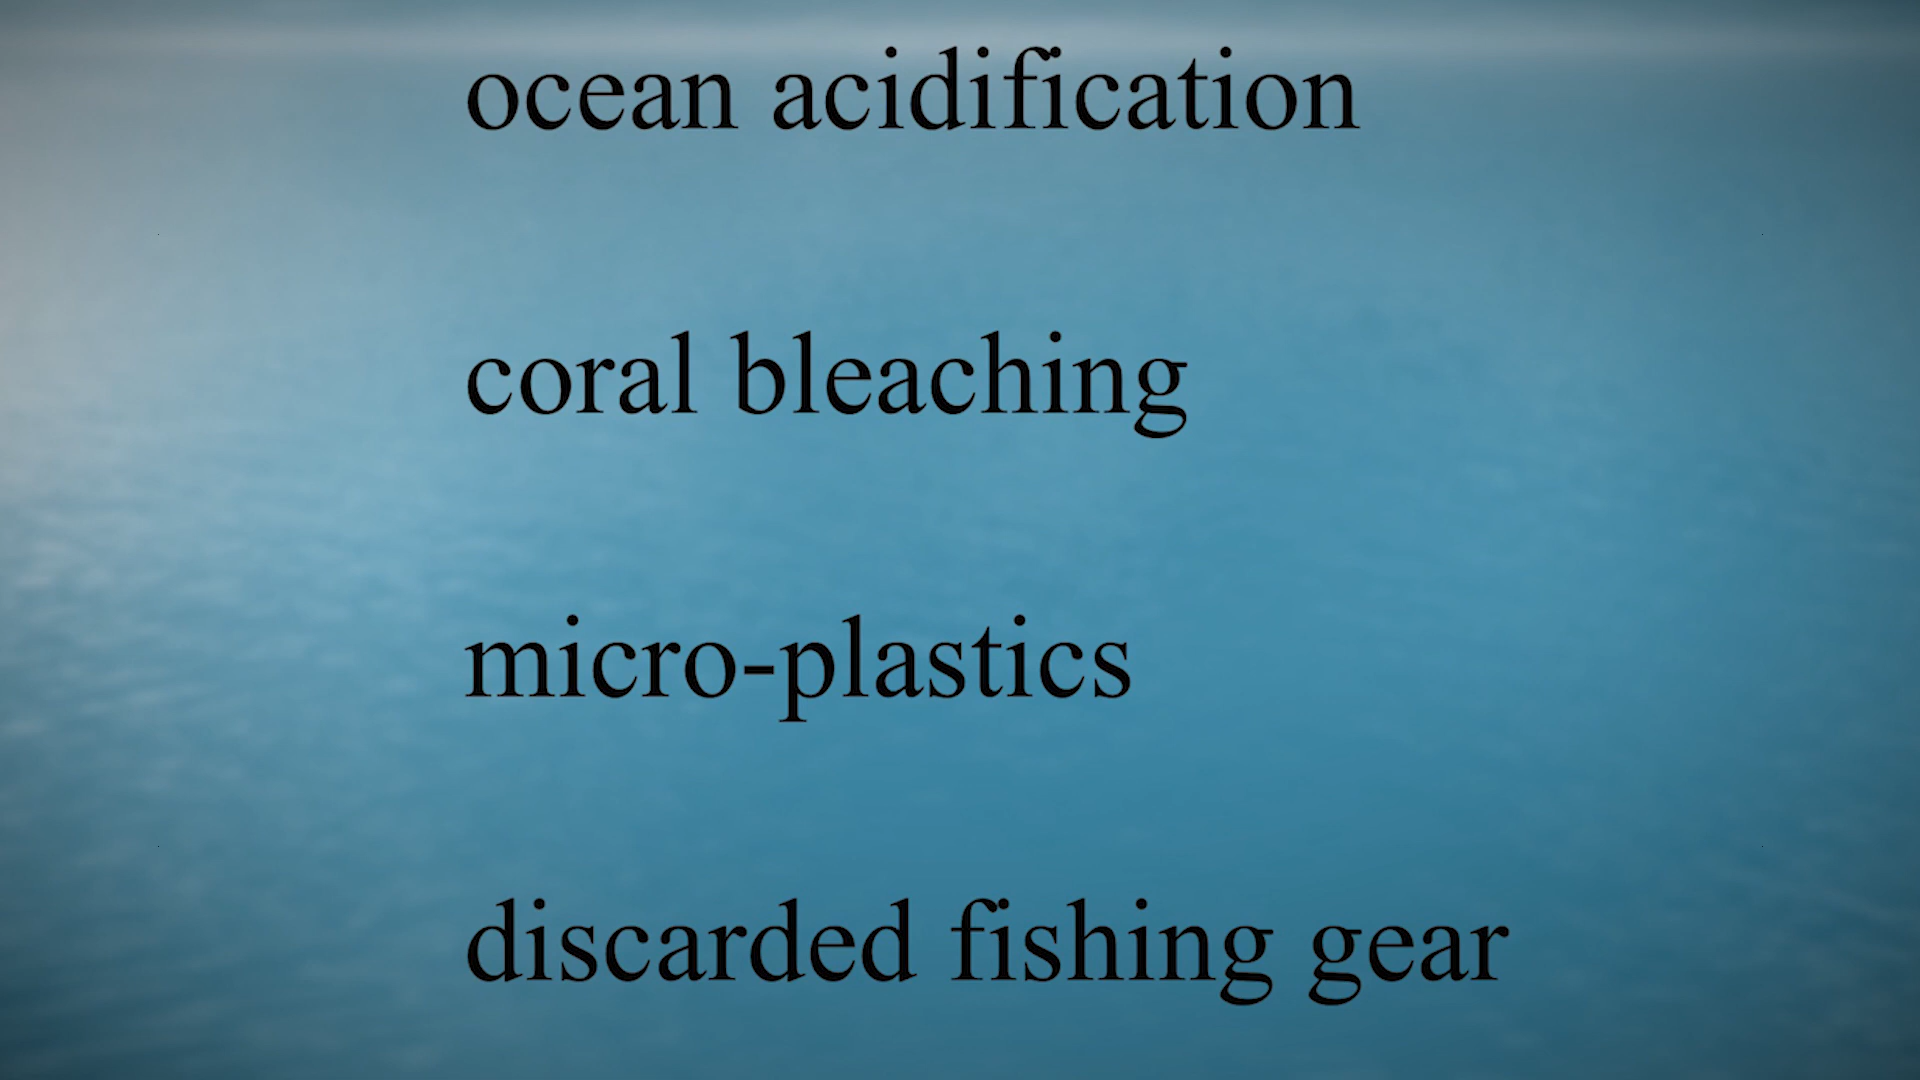 ocean acidification
coral bleaching
micro-plastics
discarded fishing gear